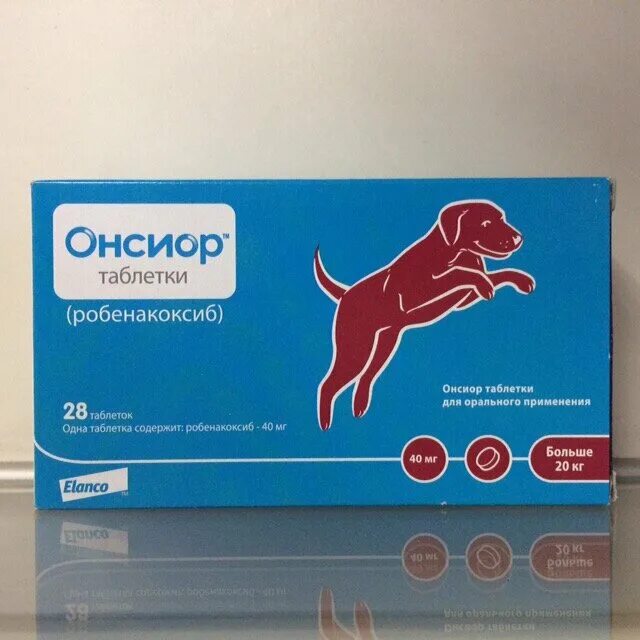 Онсиор™
таблетки
(робенакоксиб)
28 таблеток
Одна таблетка содержит: робенакоксиб - 40 мг
Elanco™
Онсиор таблетки
для орального применения
40 мг
Больше
20 кг